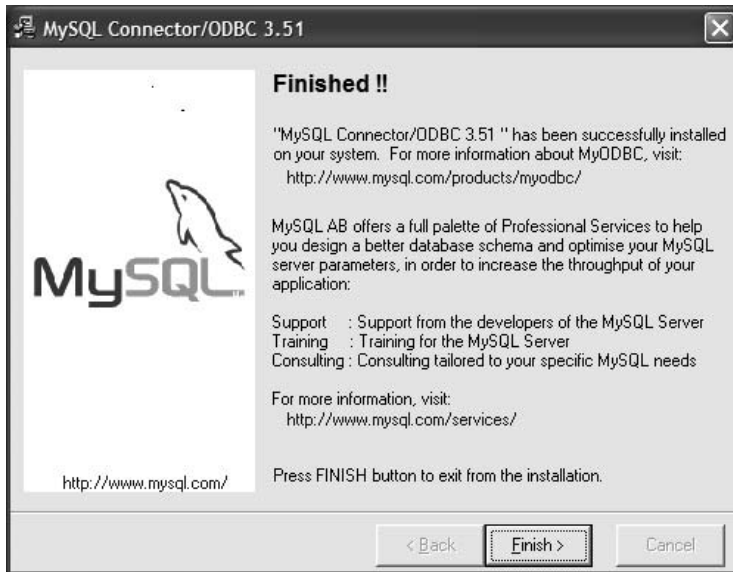 MySQL Connector/ODBC 3.51
Finished !!
"MySQL Connector/ODBC 3.51 " has been successfully installed
on your system. For more information about MyODBC, visit:
http://www.mysql.com/products/myodbc/
MySQL AB offers a full palette of Professional Services to help
you design a better database schema and optimise your MySQL
server parameters, in order to increase the throughput of your
application:
Support : Support from the developers of the MySQL Server
Training : Training for the MySQL Server
Consulting : Consulting tailored to your specific MySQL needs
For more information, visit:
http://www.mysql.com/services/
Press FINISH button to exit from the installation.
MySQL
http://www.mysql.com/
< Back
Finish >
Cancel